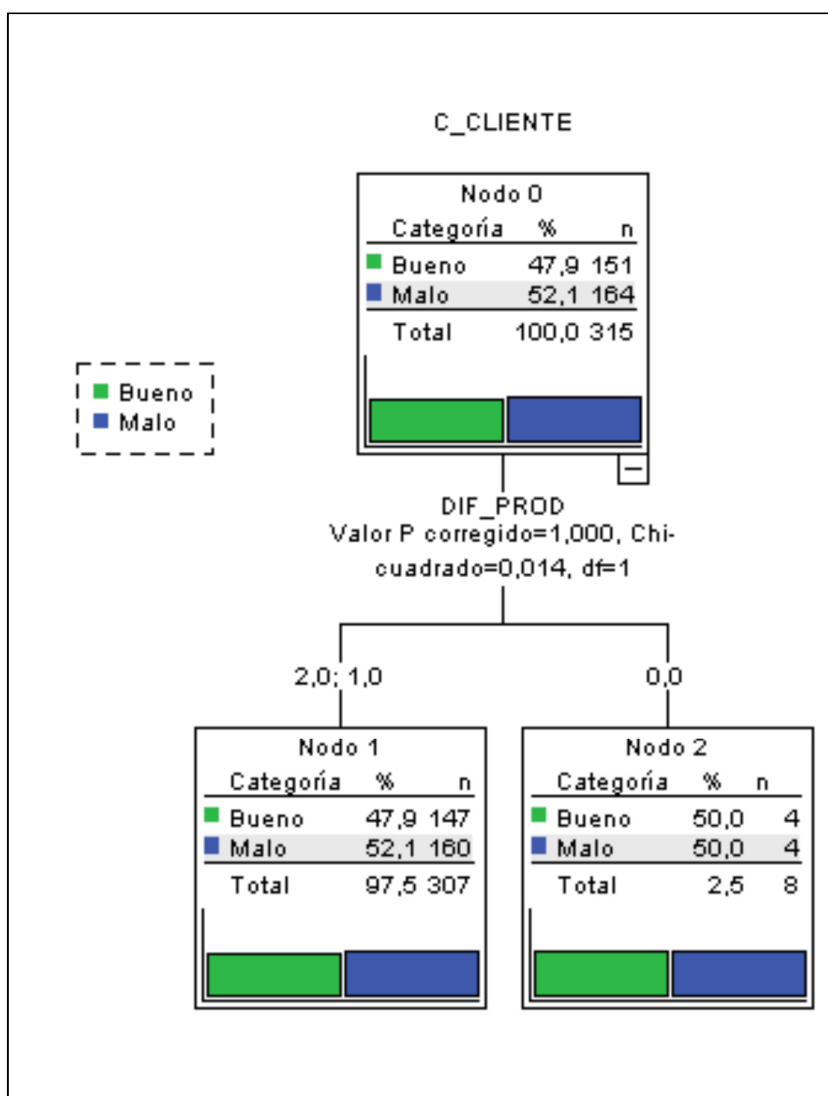 C_CLIENTE
Nodo 0
Categoría % n
Bueno 47,9 151
Malo 52,1 164
Total 100,0 315
Bueno
Malo
DIF_PROD
Valor P corregido=1,000, Chi-
cuadrado=0,014, df=1
2,0; 1,0
0,0
Nodo 1
Categoría % n
Bueno 47,9 147
Malo 52,1 160
Total 97,5 307
Nodo 2
Categoría % n
Bueno 50,0 4
Malo 50,0 4
Total 2,5 8